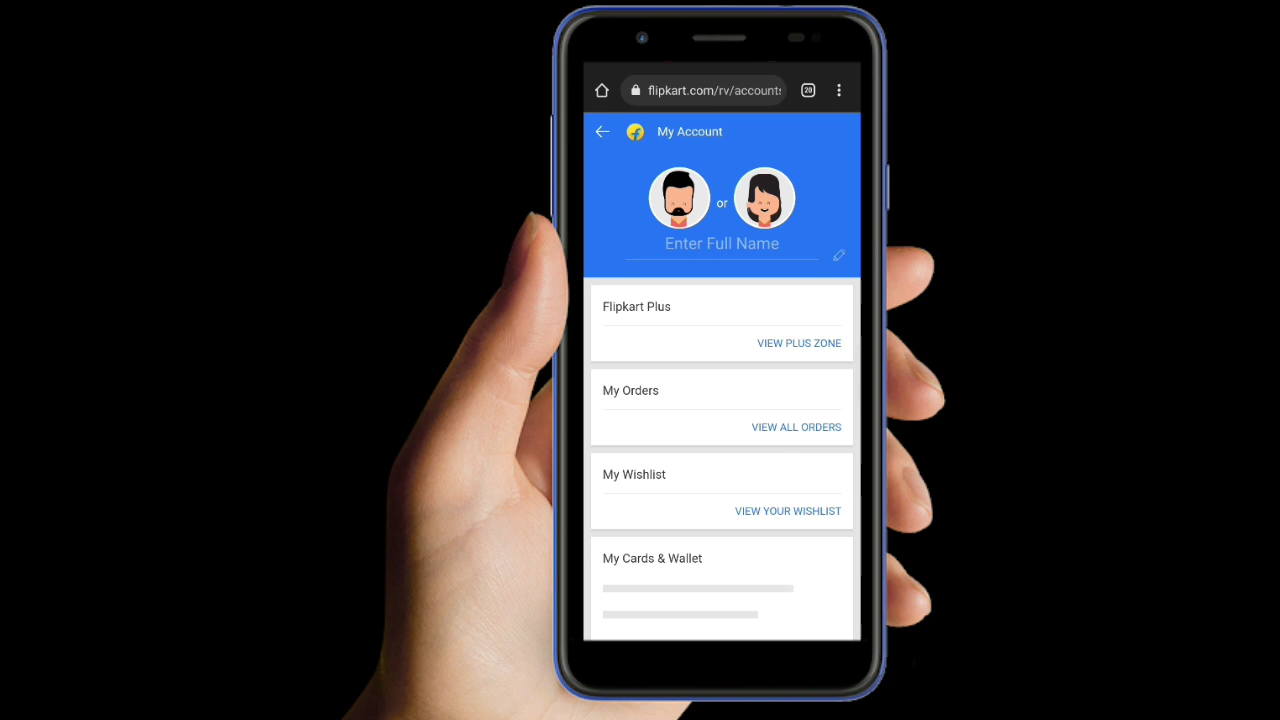 flipkart.com/rv/accounts
20
My Account
or
Enter Full Name
Flipkart Plus
VIEW PLUS ZONE
My Orders
VIEW ALL ORDERS
My Wishlist
VIEW YOUR WISHLIST
My Cards & Wallet